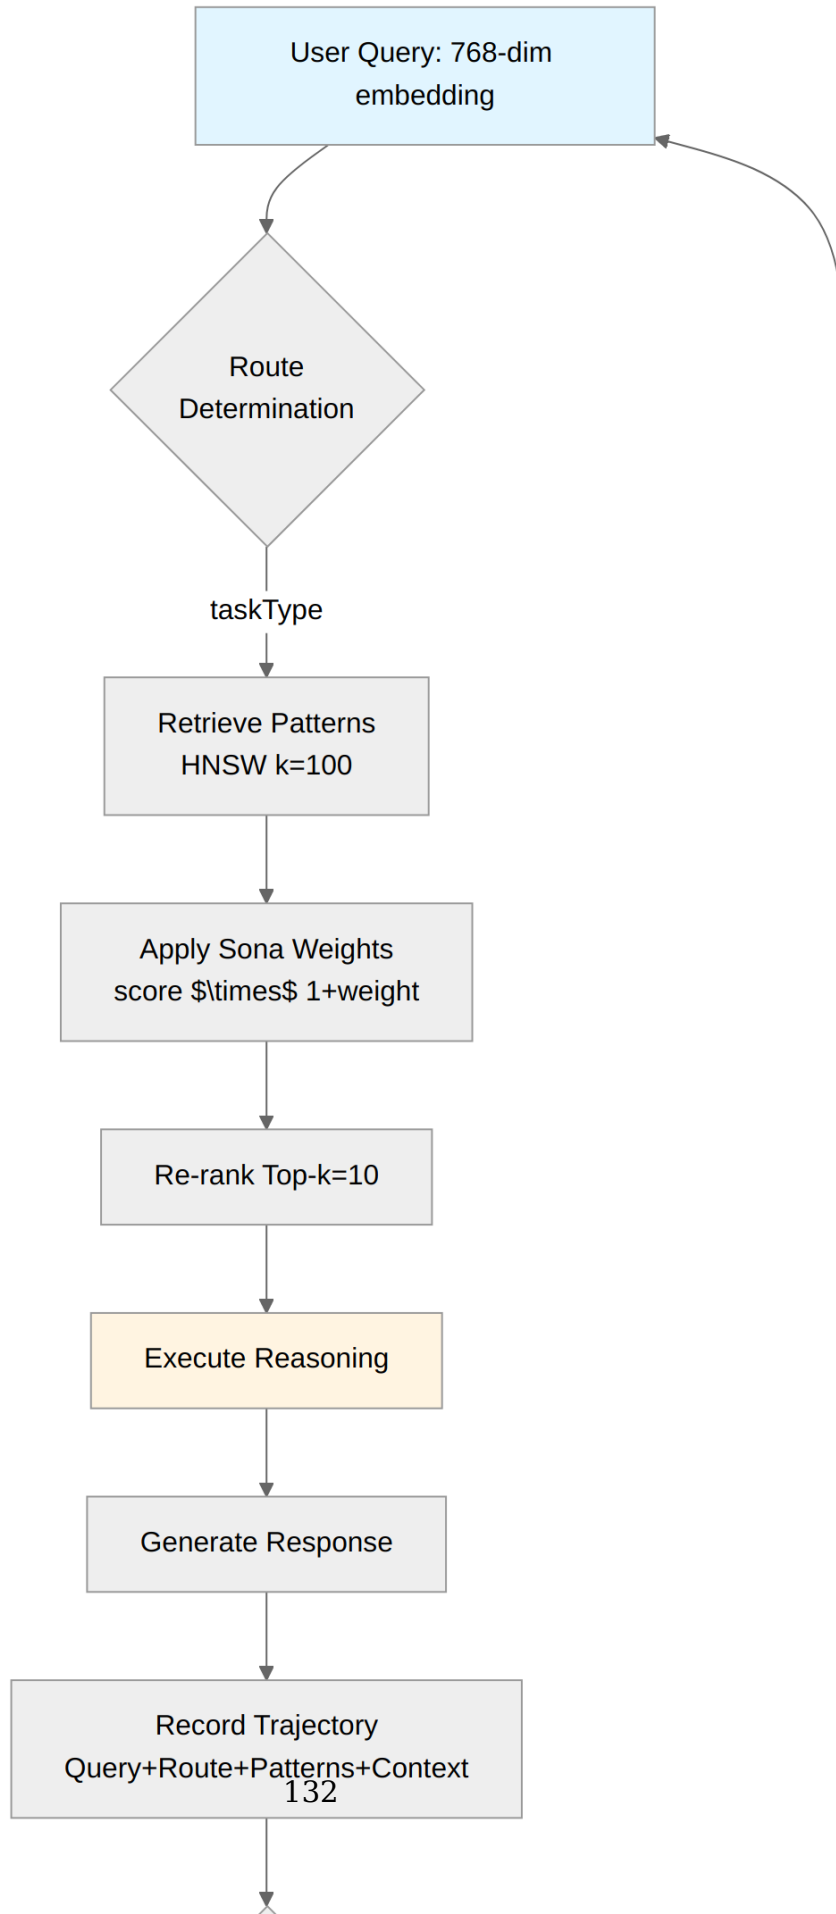 User Query: 768-dim
embedding
Route
Determination
taskType
Retrieve Patterns
HNSW k=100
Apply Sona Weights
score $\times$ 1+weight
Re-rank Top-k=10
Execute Reasoning
Generate Response
Record Trajectory
Query+Route+Patterns+Context
132